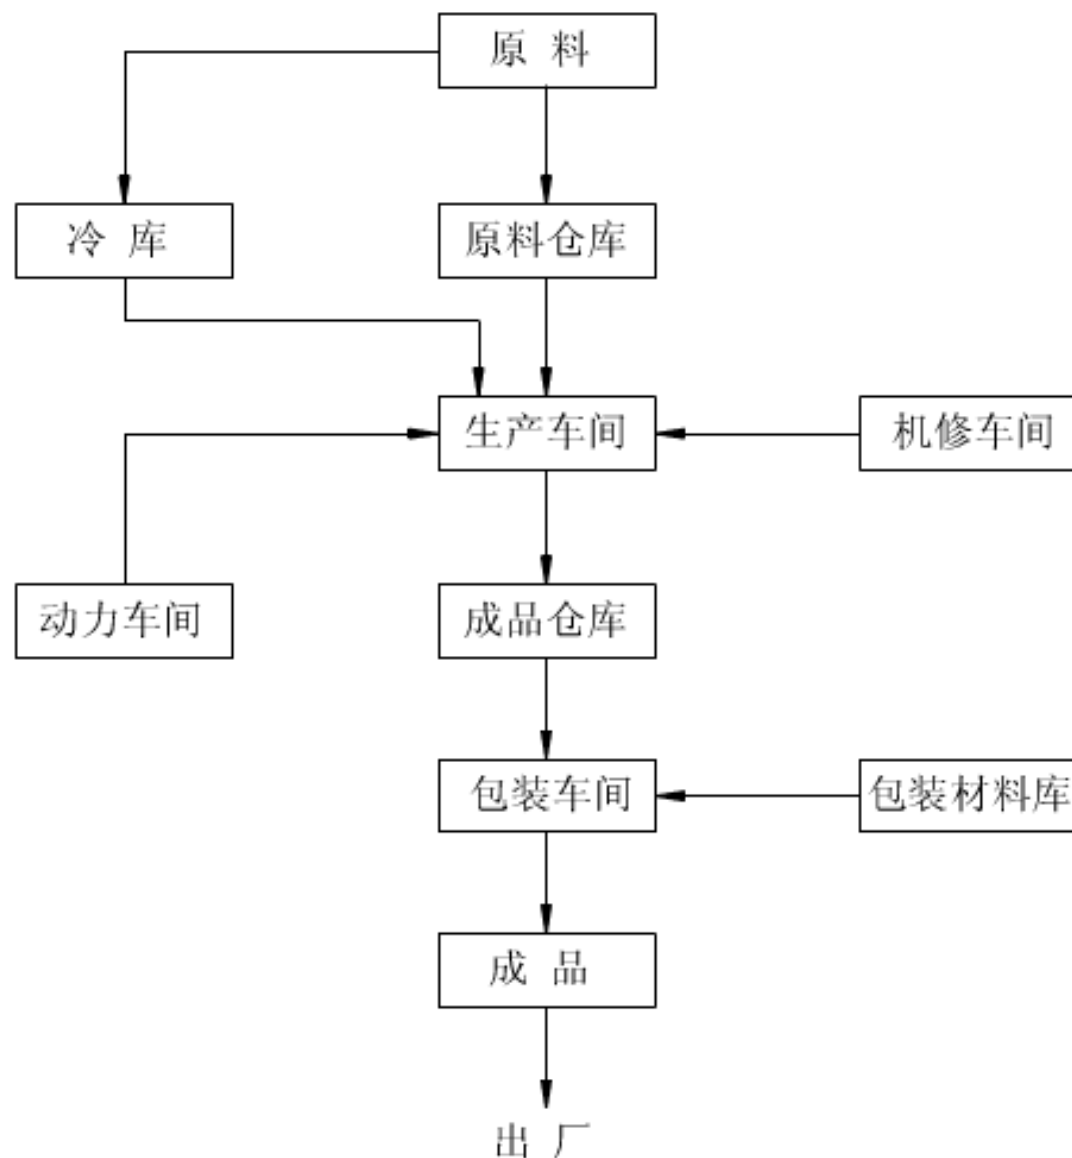 原 料
冷 库
原料仓库
生产车间
机修车间
动力车间
成品仓库
包装车间
包装材料库
成 品
出 厂